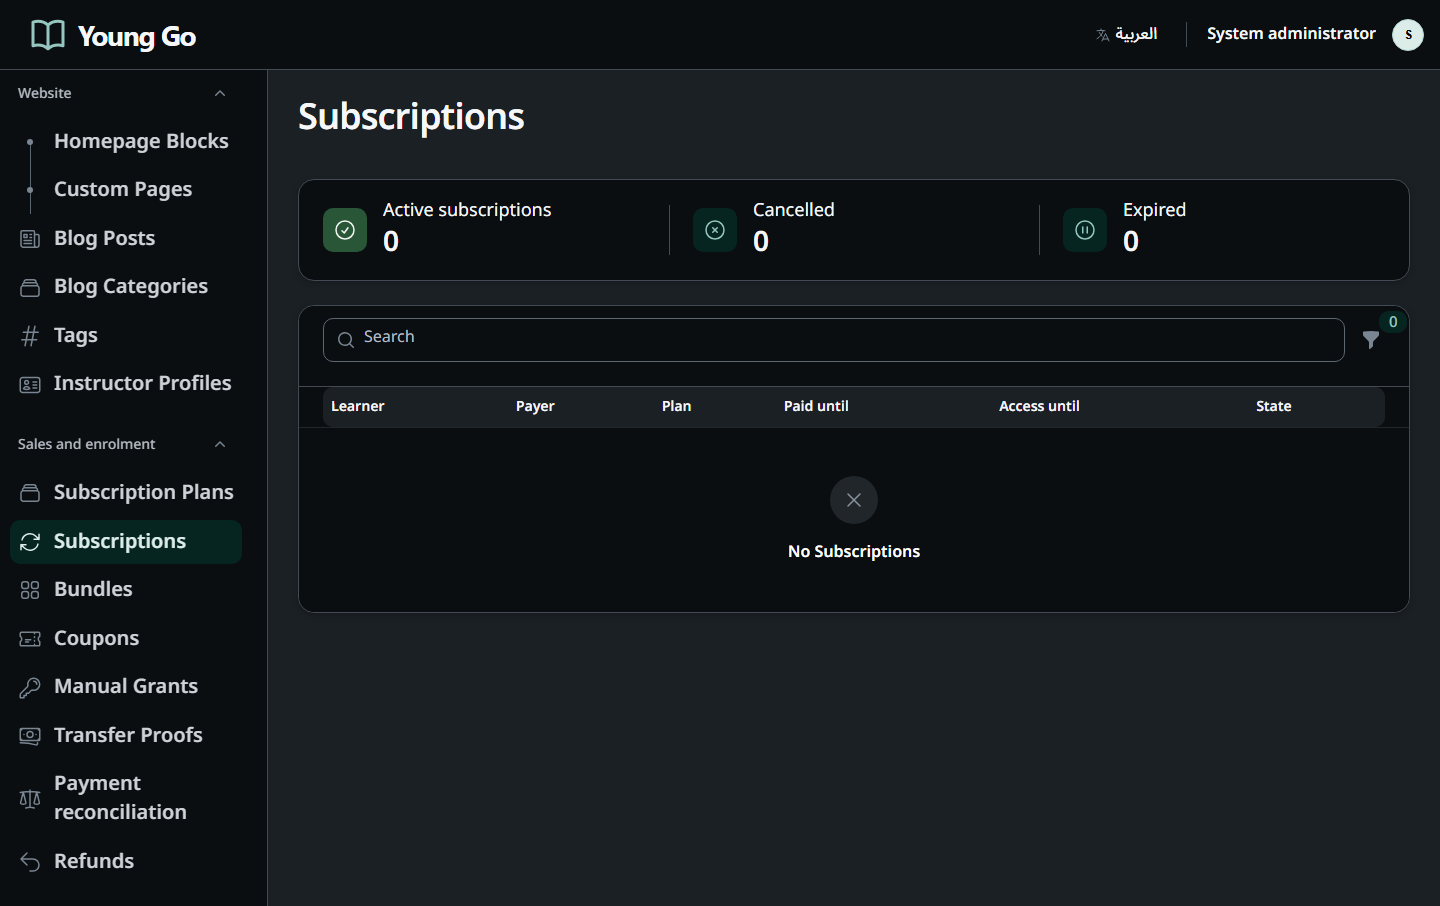 Young Go
العربية
System administrator
S
Website
Homepage Blocks
Custom Pages
Blog Posts
Blog Categories
Tags
Instructor Profiles
Sales and enrolment
Subscription Plans
Subscriptions
Bundles
Coupons
Manual Grants
Transfer Proofs
Payment
reconciliation
Refunds
Subscriptions
Active subscriptions
0
Cancelled
0
Expired
0
Search
0
Learner Payer Plan Paid until Access until State
No Subscriptions